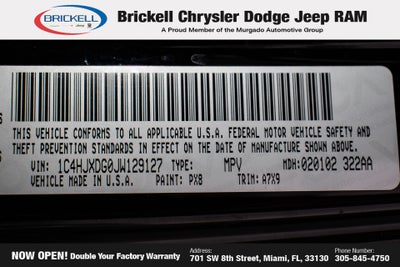 BRICKELL
Brickell Chrysler Dodge Jeep RAM
A Proud Member of the Murgado Automotive Group
THIS VEHICLE CONFORMS TO ALL APPLICABLE U.S.A. FEDERAL MOTOR VEHICLE SAFETY AND
THEFT PREVENTION STANDARDS IN EFFECT ON THE DATE OF MANUFACTURE SHOWN ABOVE.
VIN: 1C4HJXDG0JW129127 TYPE: MPV MDH: 020102 322AA
VEHICLE MADE IN U.S.A. PAINT: PX8 TRIM: A7X9
NOW OPEN! Double Your Factory Warranty
Address:
701 SW 8th Street, Miami, FL, 33130
Phone Number:
305-845-4750